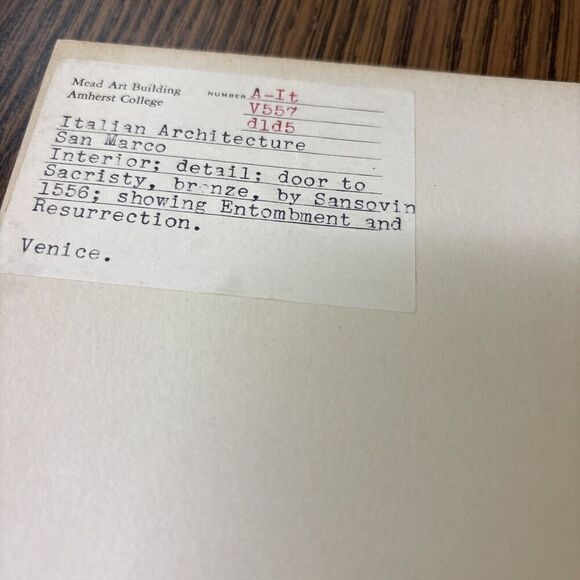 Mead Art Building
Amherst College
NUMBER A-It
V557
d1d5
Italian Architecture
San Marco
Interior; detail; door to
Sacristy, bronze, by Sansovin
1556; showing Entombment and
Resurrection.
Venice.